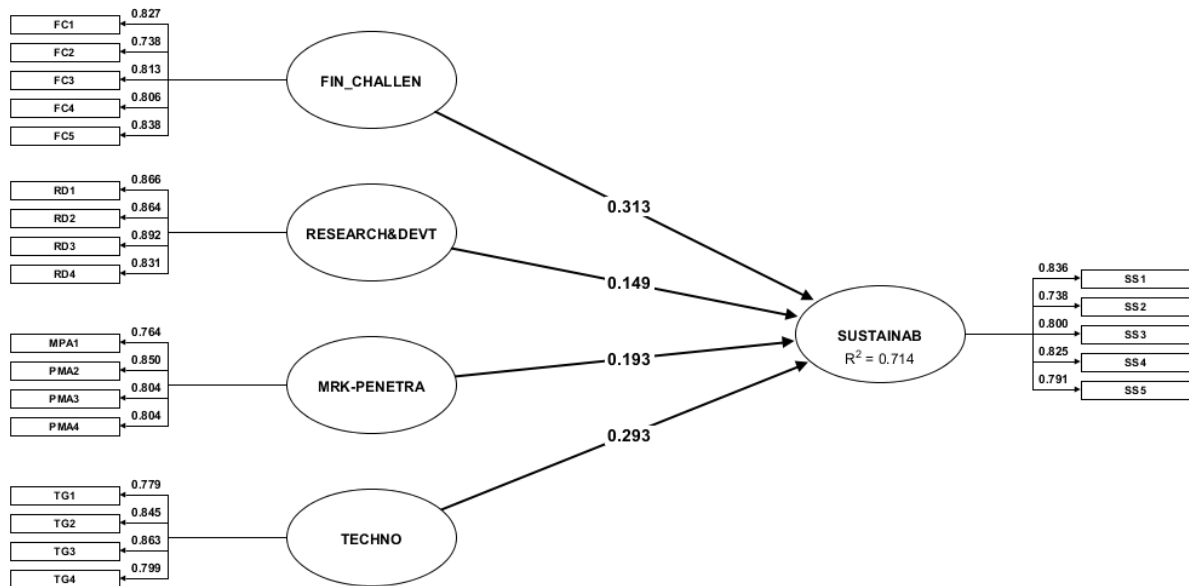 0.827
FC1
0.738
FC2
0.813
FC3
0.806
FC4
0.838
FC5
FIN_CHALLEN
0.866
RD1
0.864
RD2
0.892
RD3
0.831
RD4
RESEARCH&DEVT
0.764
MPA1
0.850
PMA2
0.804
PMA3
0.804
PMA4
MRK-PENETRA
0.779
TG1
0.845
TG2
0.863
TG3
0.799
TG4
TECHNO
0.313
0.149
0.193
0.293
SUSTAINAB
R² = 0.714
0.836
SS1
0.738
SS2
0.800
SS3
0.825
SS4
0.791
SS5